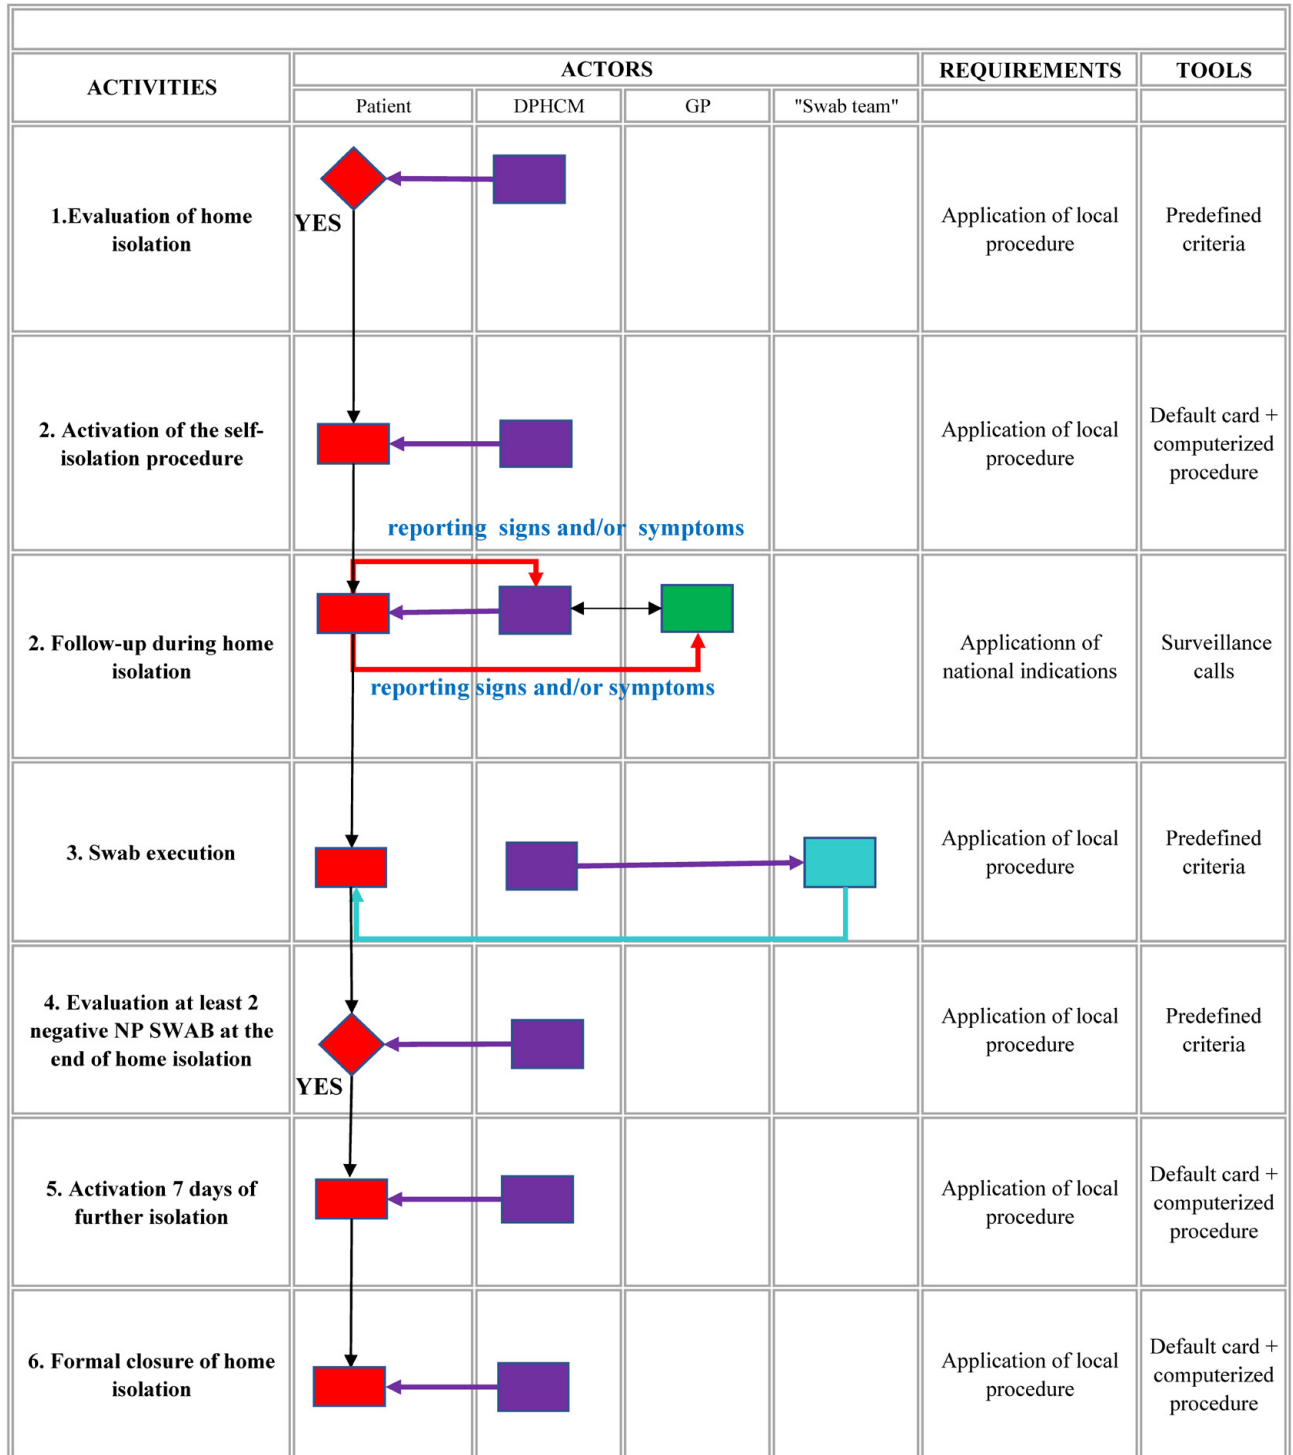 ACTIVITIES
ACTORS
REQUIREMENTS
TOOLS
Patient
DPHCM
GP
"Swab team"
1.Evaluation of home
isolation
YES
Application of local
procedure
Predefined
criteria
2. Activation of the self-
isolation procedure
Application of local
procedure
Default card +
computerized
procedure
reporting signs and/or symptoms
2. Follow-up during home
isolation
reporting signs and/or symptoms
Applicationn of
national indications
Surveillance
calls
3. Swab execution
Application of local
procedure
Predefined
criteria
4. Evaluation at least 2
negative NP SWAB at the
end of home isolation
YES
Application of local
procedure
Predefined
criteria
5. Activation 7 days of
further isolation
Application of local
procedure
Default card +
computerized
procedure
6. Formal closure of home
isolation
Application of local
procedure
Default card +
computerized
procedure